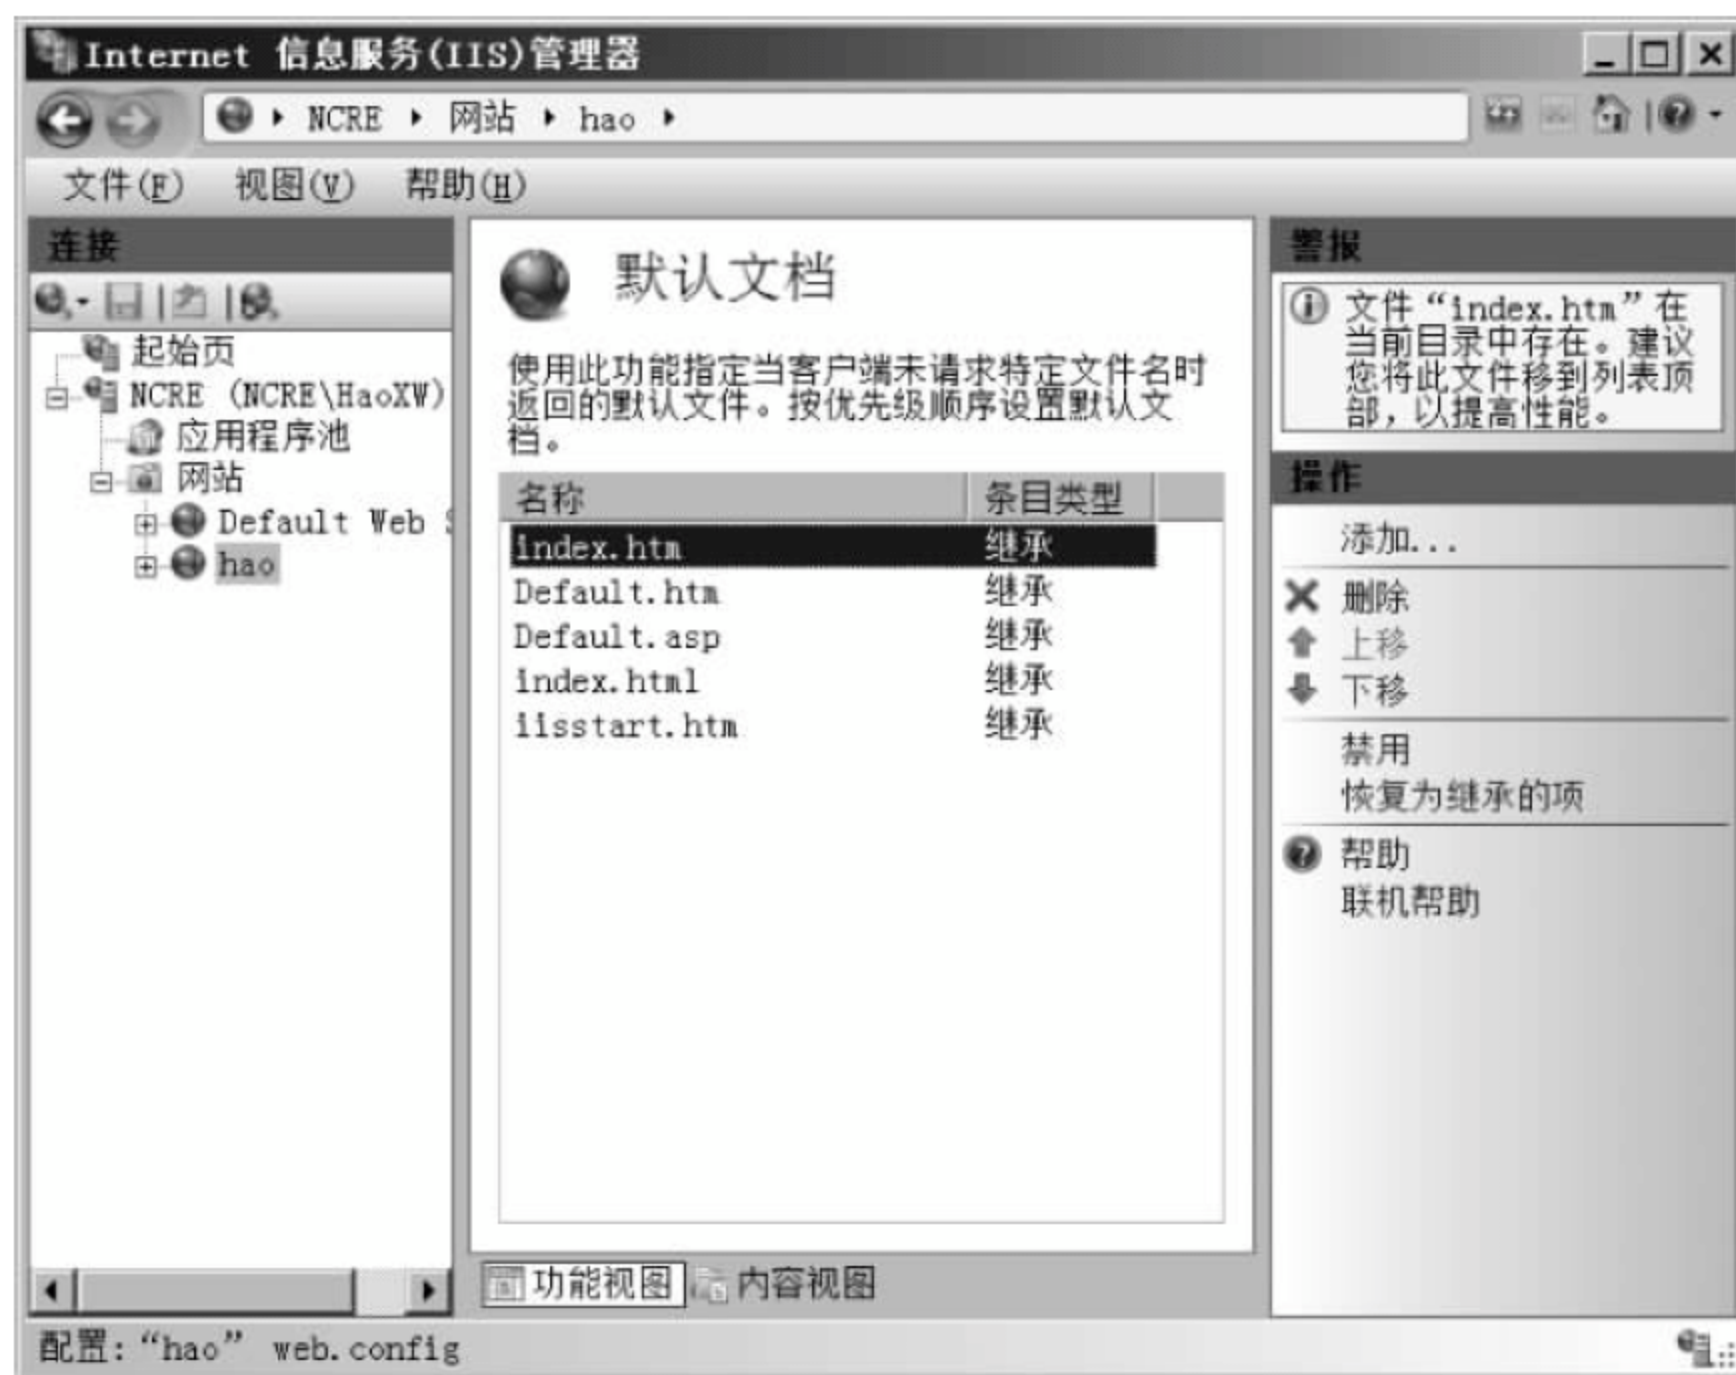 Internet 信息服务(IIS)管理器
NCRE 网站 hao
文件(F) 视图(V) 帮助(H)
连接
起始页
NCRE (NCRE\HaoXW)
应用程序池
网站
Default Web
hao
默认文档
使用此功能指定当客户端未请求特定文件名时
返回的默认文件。按优先级顺序设置默认文
档。
名称 条目类型
index.htm 继承
Default.htm 继承
Default.asp 继承
index.html 继承
iisstart.htm 继承
功能视图 内容视图
警报
文件“index.htm”在
当前目录中存在。建议
您将此文件移到列表顶
部，以提高性能。
操作
添加...
删除
上移
下移
禁用
恢复为继承的项
帮助
联机帮助
配置:“hao” web.config